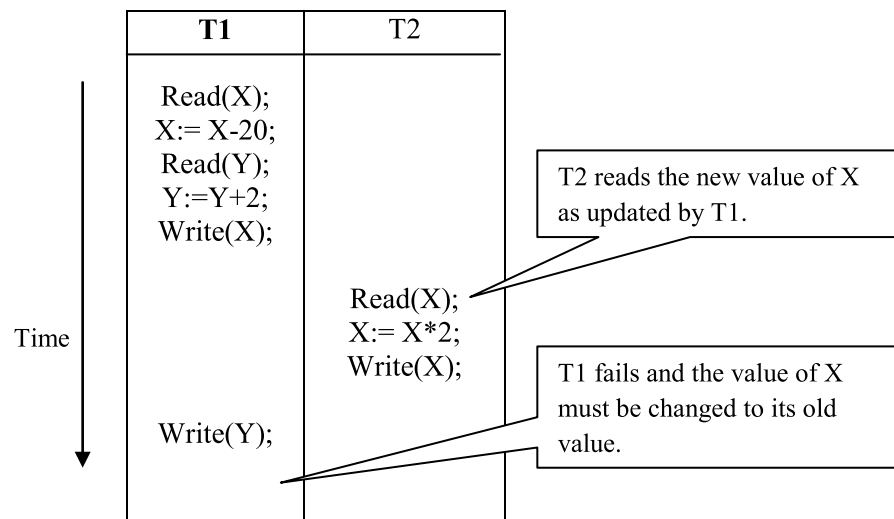 T1 T2
Read(X);
X:= X-20;
Read(Y);
Y:=Y+2;
Write(X);
T2 reads the new value of X
as updated by T1.
Read(X);
X:= X*2;
Write(X);
Time
T1 fails and the value of X
must be changed to its old
value.
Write(Y);